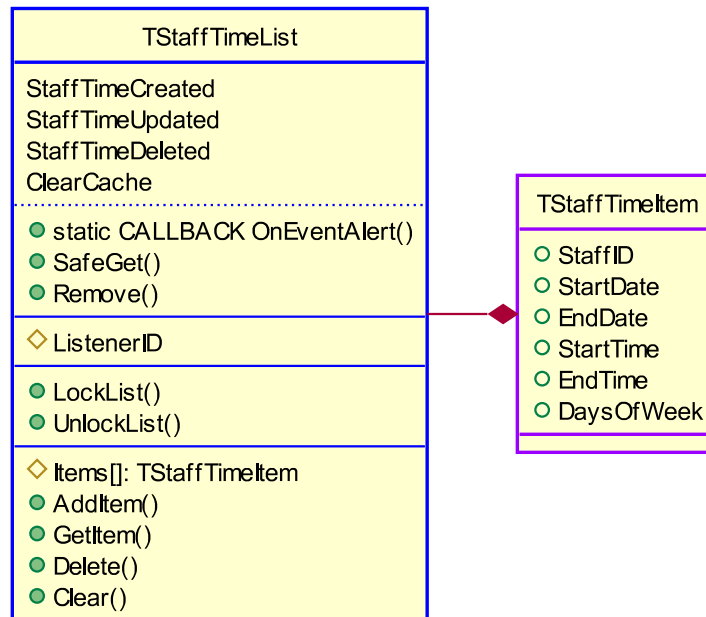 TStaffTimeList
StaffTimeCreated
StaffTimeUpdated
StaffTimeDeleted
ClearCache
static CALLBACK OnEventAlert()
SafeGet()
Remove()
ListenerID
LockList()
UnlockList()
Items[]: TStaffTimeItem
AddItem()
GetItem()
Delete()
Clear()
TStaffTimeItem
StaffID
StartDate
EndDate
StartTime
EndTime
DaysOfWeek